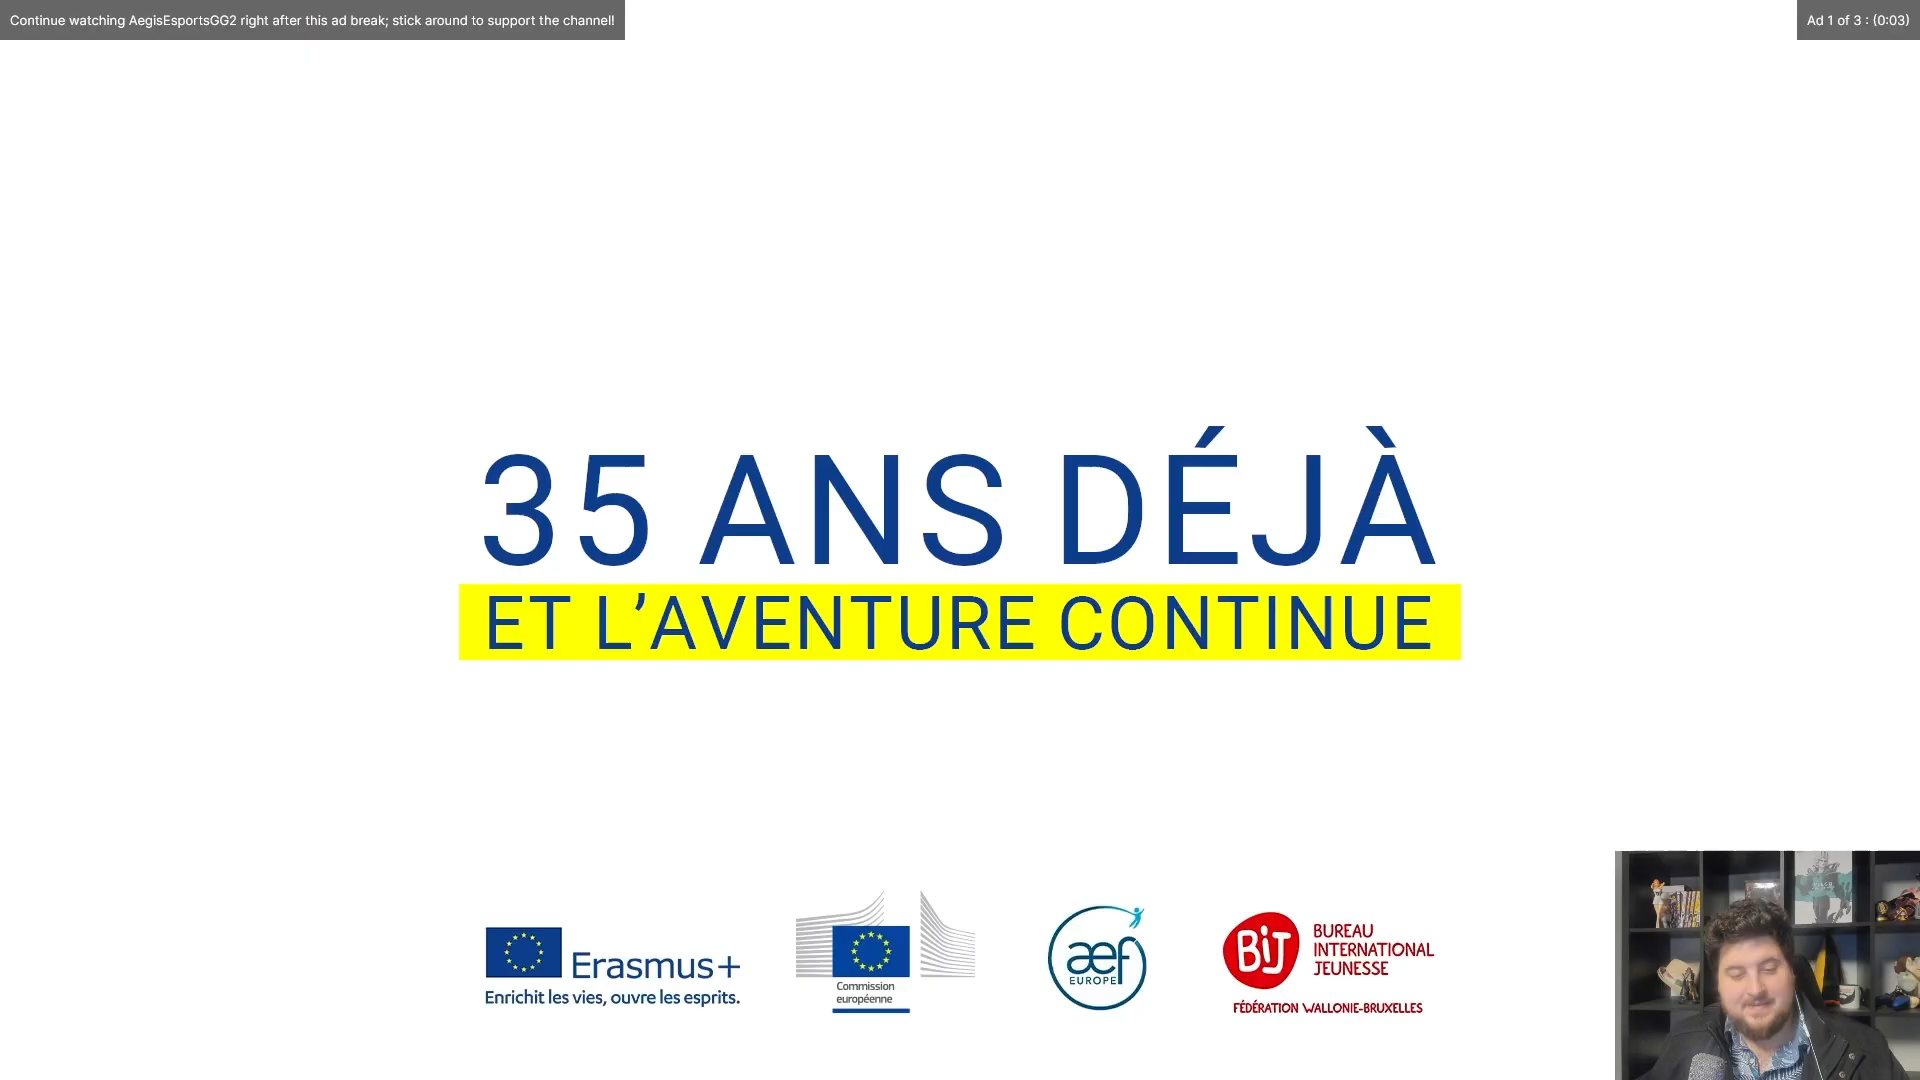 Continue watching AegisEsportsGG2 right after this ad break; stick around to support the channel!
Ad 1 of 3 : (0:03)
35 ANS DÉJÀ
ET L’AVENTURE CONTINUE
Erasmus+
Enrichit les vies, ouvre les esprits.
Commission
européenne
aef
EUROPE
BIJ
BUREAU
INTERNATIONAL
JEUNESSE
FÉDÉRATION WALLONIE-BRUXELLES